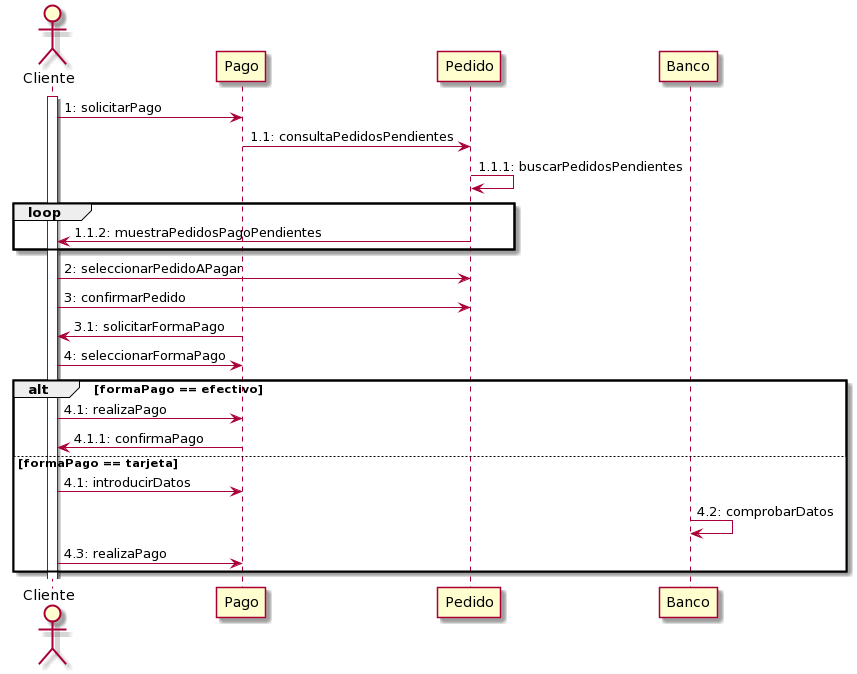 Cliente
Pago
Pedido
Banco
1: solicitarPago
1.1: consultaPedidosPendientes
1.1.1: buscarPedidosPendientes
loop
1.1.2: muestraPedidosPagoPendientes
2: seleccionarPedidoAPagar
3: confirmarPedido
3.1: solicitarFormaPago
4: seleccionarFormaPago
alt [formaPago == efectivo]
4.1: realizaPago
4.1.1: confirmaPago
[formaPago == tarjeta]
4.1: introducirDatos
4.2: comprobarDatos
4.3: realizaPago
Cliente
Pago
Pedido
Banco